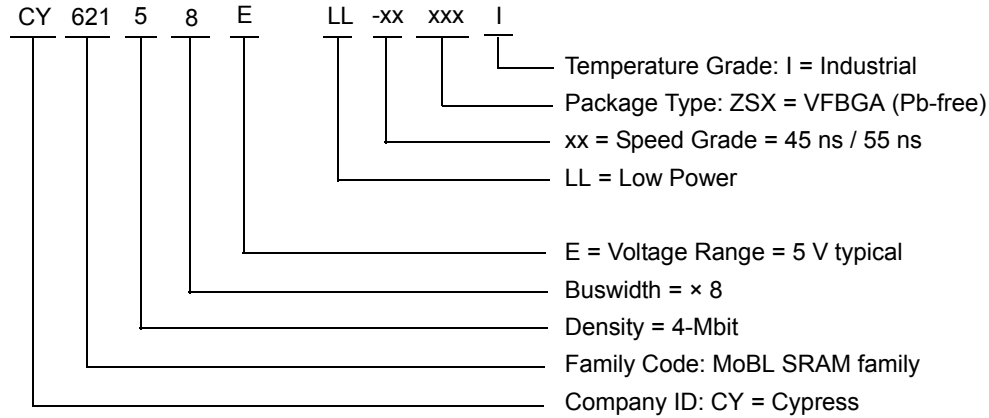 CY 621 5 8 E LL -xx xxx I
Temperature Grade: I = Industrial
Package Type: ZSX = VFBGA (Pb-free)
xx = Speed Grade = 45 ns / 55 ns
LL = Low Power
E = Voltage Range = 5 V typical
Buswidth = × 8
Density = 4-Mbit
Family Code: MoBL SRAM family
Company ID: CY = Cypress